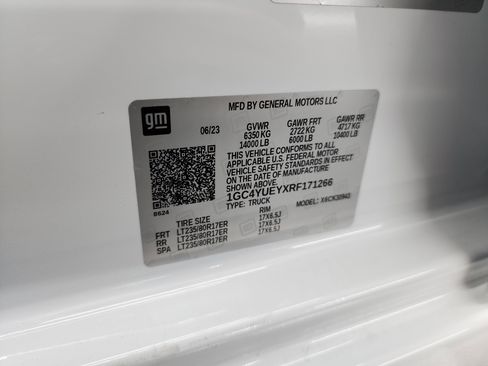 MFD BY GENERAL MOTORS LLC
gm
06/23 GVWR GAWR FRT GAWR RR
6350 KG 2722 KG 4717 KG
14000 LB 6000 LB 10400 LB
THIS VEHICLE CONFORMS TO ALL
APPLICABLE U.S. FEDERAL MOTOR
VEHICLE SAFETY STANDARDS IN EFFECT
ON THE DATE OF MANUFACTURE
1GC4YUEYXRF171266
TYPE: TRUCK MODEL:
8624
TIRE SIZE RIM
FRT LT235/80R17ER 17X6.5J
RR LT235/80R17ER 17X6.5J
SPA LT235/80R17ER 17X6.5J